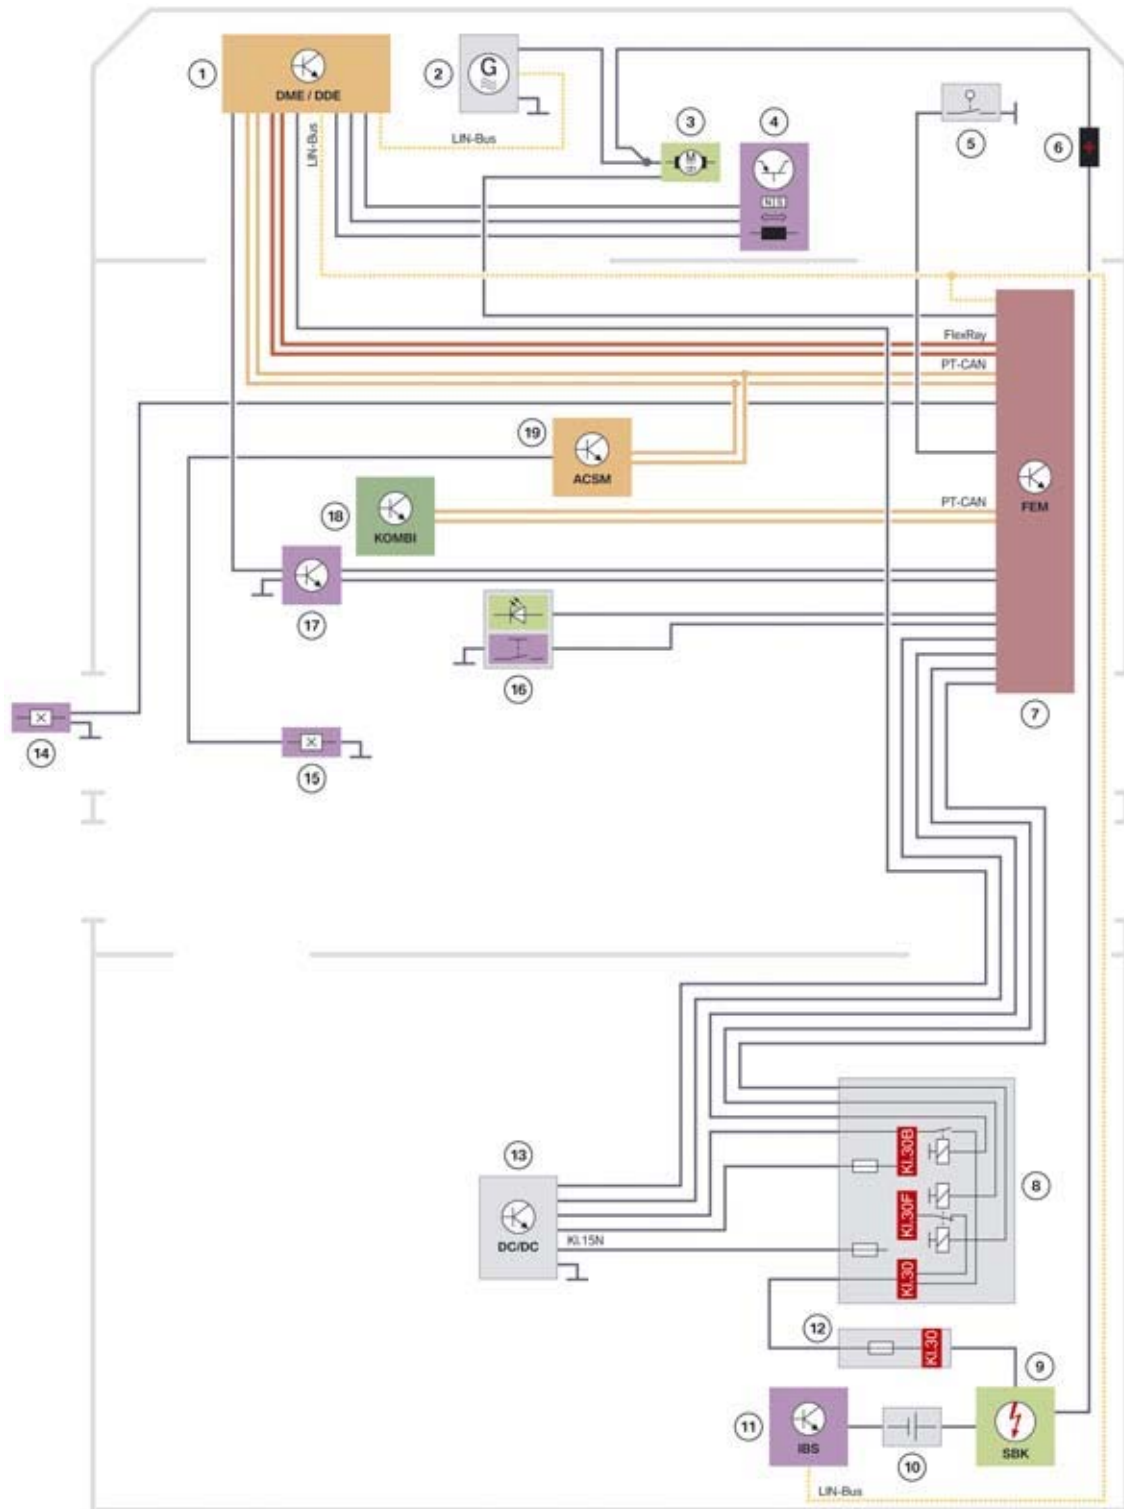 1
DME / DDE
2
G
LIN-Bus
LIN-Bus
3
M
4
N S
5
6
FlexRay
PT-CAN
19
ACSM
18
KOMBI
PT-CAN
FEM
17
16
7
14
15
13
DC/DC
Kl.15N
Kl.30B
Kl.30F
Kl.30
8
12
Kl.30
9
11
IBS
10
SBK
LIN-Bus